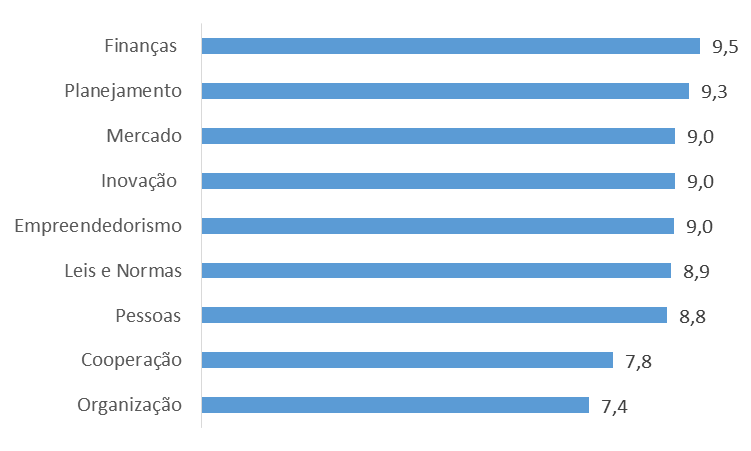 Finanças 9,5
Planejamento 9,3
Mercado 9,0
Inovação 9,0
Empreendedorismo 9,0
Leis e Normas 8,9
Pessoas 8,8
Cooperação 7,8
Organização 7,4